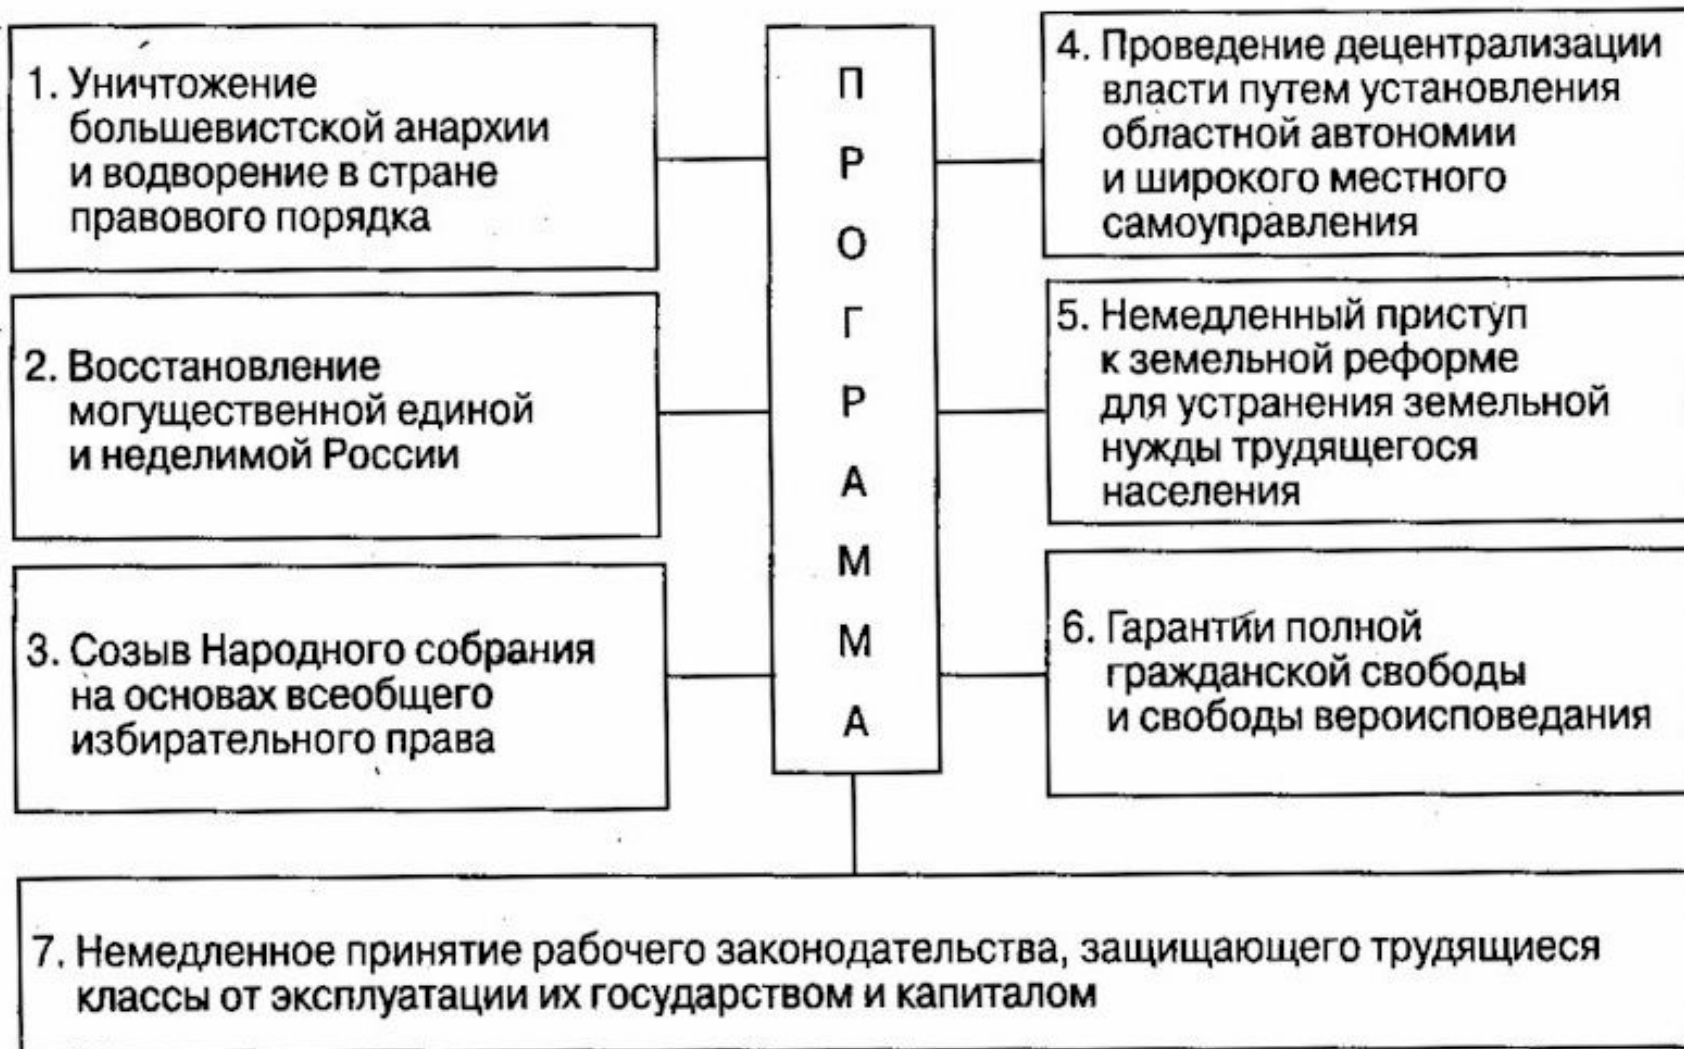 1. Уничтожение
большевистской анархии
и водворение в стране
правового порядка
2. Восстановление
могущественной единой
и неделимой России
3. Созыв Народного собрания
на основах всеобщего
избирательного права
П
Р
О
Г
Р
А
М
М
А
4. Проведение децентрализации
власти путем установления
областной автономии
и широкого местного
самоуправления
5. Немедленный приступ
к земельной реформе
для устранения земельной
нужды трудящегося
населения
6. Гарантии полной
гражданской свободы
и свободы вероисповедания
7. Немедленное принятие рабочего законодательства, защищающего трудящиеся
классы от эксплуатации их государством и капиталом